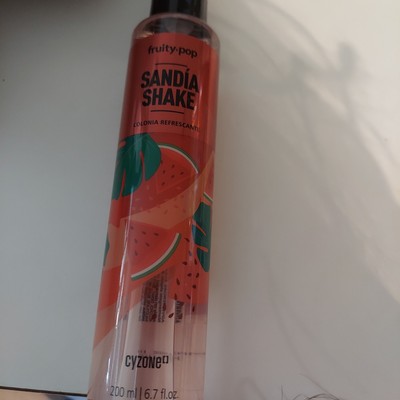 fruity·pop
SANDÍA
SHAKE
COLONIA REFRESCANTE
cyzone
200 ml | 6.7 fl.oz.